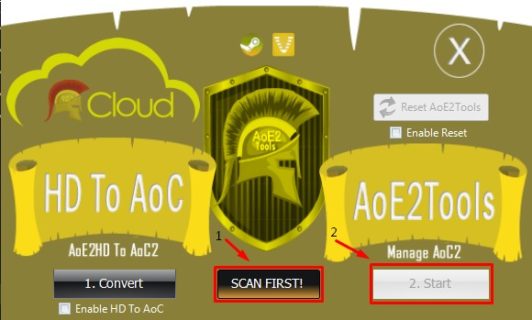 Cloud
V
X
Reset AoE2Tools
Enable Reset
AoE2
Tools
HD To AoC
AoE2Tools
AoE2HD To AoC2
1
2
Manage AoC2
1. Convert
SCAN FIRST!
2. Start
Enable HD To AoC